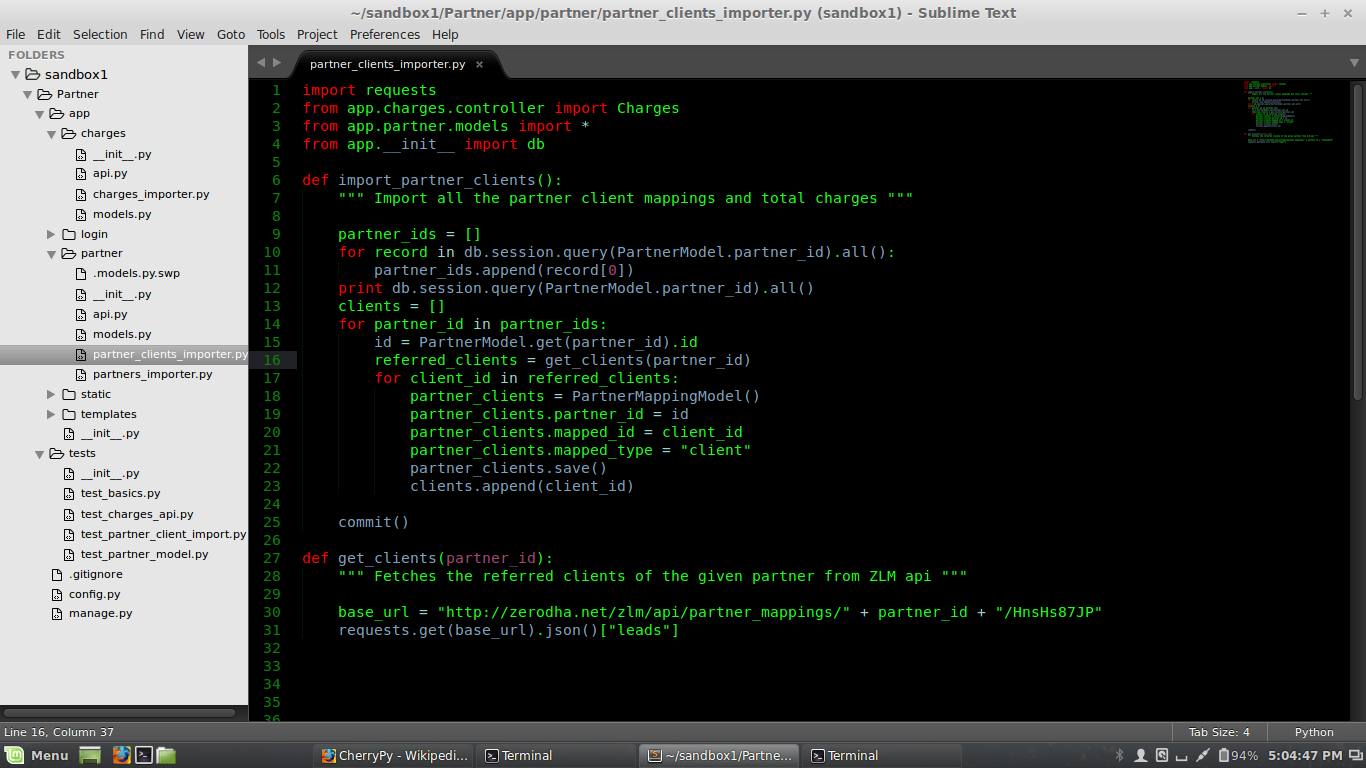 ~/sandbox1/Partner/app/partner/partner_clients_importer.py (sandbox1) - Sublime Text
File Edit Selection Find View Goto Tools Project Preferences Help
FOLDERS
sandbox1
Partner
app
charges
__init__.py
api.py
charges_importer.py
models.py
login
partner
.models.py.swp
__init__.py
api.py
models.py
partner_clients_importer.py
partners_importer.py
static
templates
__init__.py
tests
__init__.py
test_basics.py
test_charges_api.py
test_partner_client_import.py
test_partner_model.py
.gitignore
config.py
manage.py
partner_clients_importer.py ×
1 import requests
2 from app.charges.controller import Charges
3 from app.partner.models import *
4 from app.__init__ import db
5
6 def import_partner_clients():
7     """ Import all the partner client mappings and total charges """
8
9     partner_ids = []
10     for record in db.session.query(PartnerModel.partner_id).all():
11         partner_ids.append(record[0])
12     print db.session.query(PartnerModel.partner_id).all()
13     clients = []
14     for partner_id in partner_ids:
15         id = PartnerModel.get(partner_id).id
16         referred_clients = get_clients(partner_id)
17         for client_id in referred_clients:
18             partner_clients = PartnerMappingModel()
19             partner_clients.partner_id = id
20             partner_clients.mapped_id = client_id
21             partner_clients.mapped_type = "client"
22             partner_clients.save()
23             clients.append(client_id)
24
25     commit()
26
27 def get_clients(partner_id):
28     """ Fetches the referred clients of the given partner from ZLM api """
29
30     base_url = "http://zerodha.net/zlm/api/partner_mappings/" + partner_id + "/HnsHs87JP"
31     requests.get(base_url).json()["leads"]
32
33
34
35
36
Line 16, Column 37 Tab Size: 4 Python
Menu CherryPy - Wikipedi... Terminal ~/sandbox1/Partne... Terminal 94% 5:04:47 PM